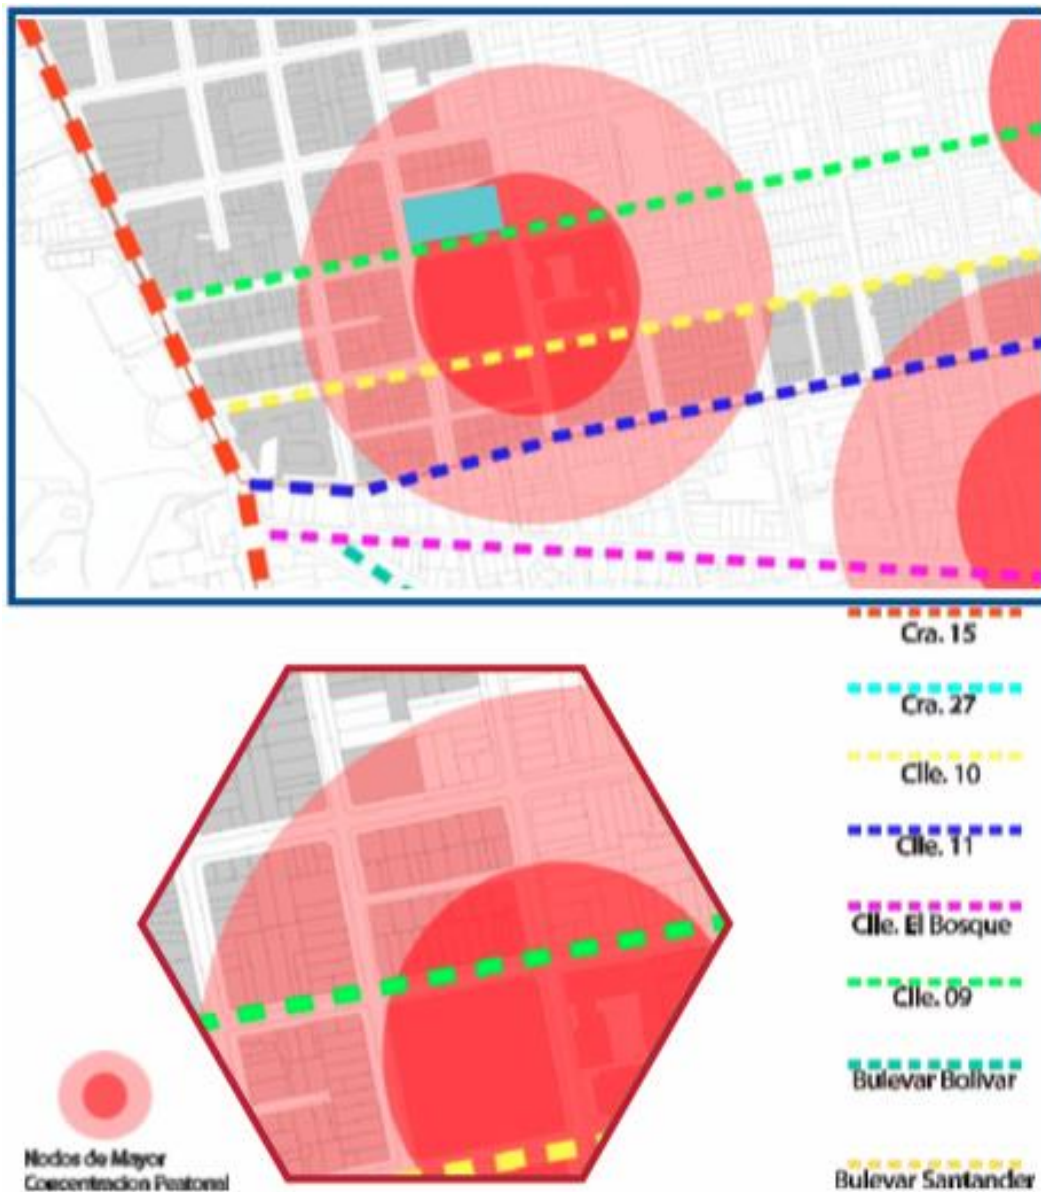 Cra. 15
Cra. 27
Clle. 10
Clle. 11
Clle. El Bosque
Clle. 09
Bulevar Bolivar
Bulevar Santander
Nodos de Mayor
Concentracion Peatonal